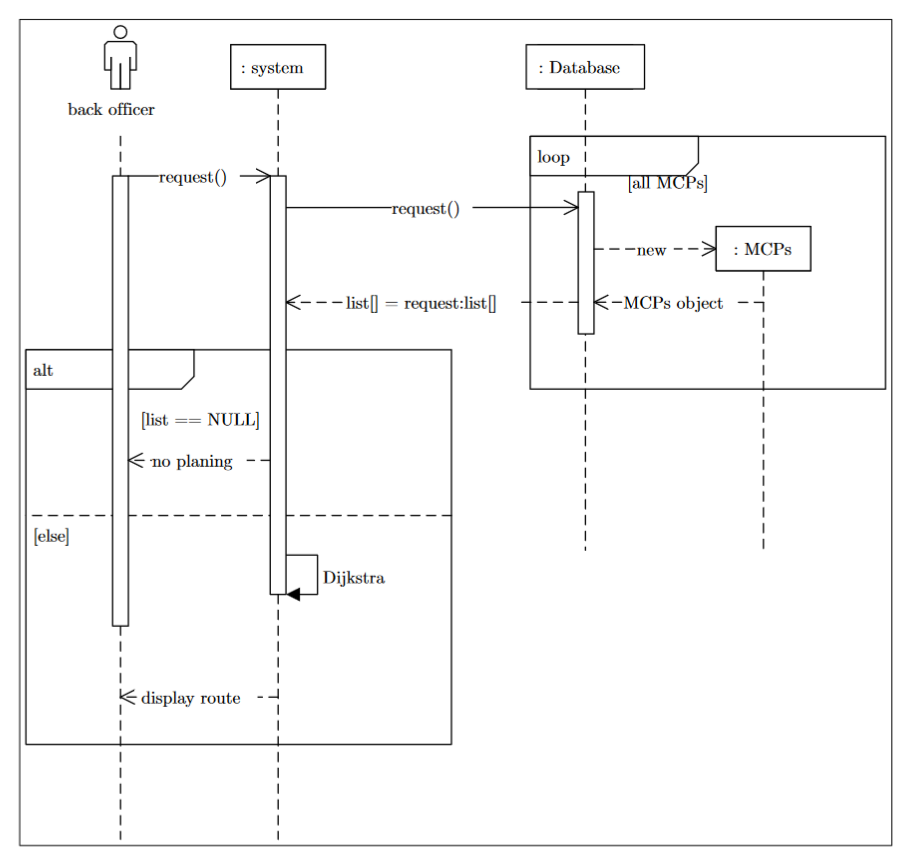 : system
: Database
back officer
loop
request()
[all MCPs]
request()
new
: MCPs
list[] = request:list[]
MCPs object
alt
[list == NULL]
no planing
[else]
Dijkstra
display route